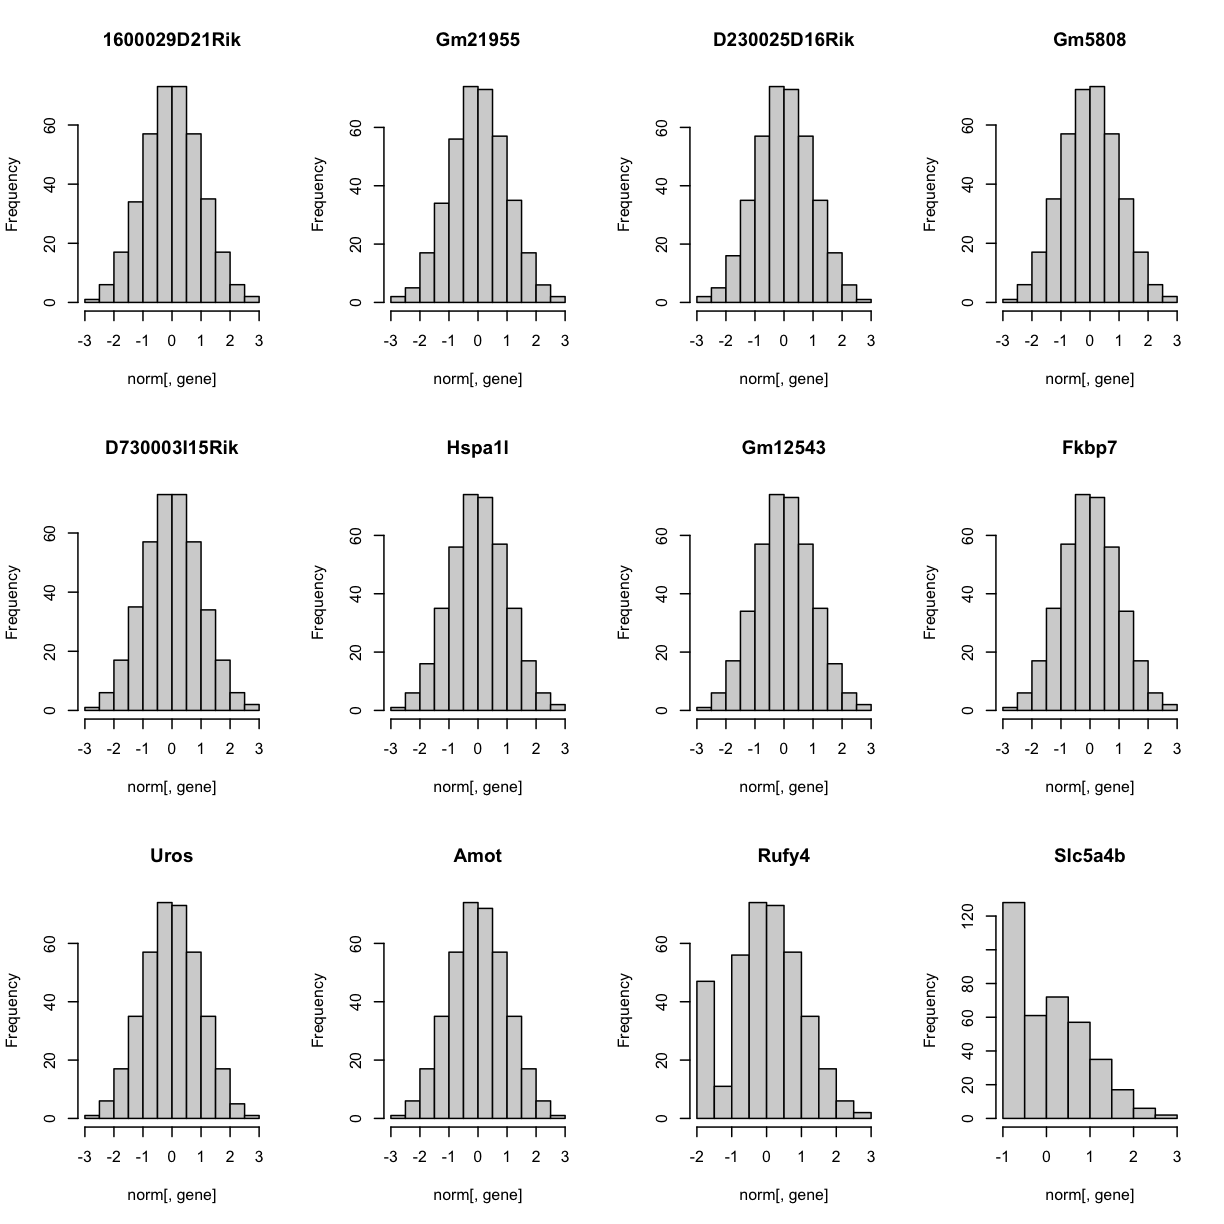 1600029D21Rik
Frequency
0 20 40 60
-3 -2 -1 0 1 2 3
norm[, gene]
Gm21955
Frequency
0 20 40 60
-3 -2 -1 0 1 2 3
norm[, gene]
D230025D16Rik
Frequency
0 20 40 60
-3 -2 -1 0 1 2 3
norm[, gene]
Gm5808
Frequency
0 20 40 60
-3 -2 -1 0 1 2 3
norm[, gene]
D730003I15Rik
Frequency
0 20 40 60
-3 -2 -1 0 1 2 3
norm[, gene]
Hspa1l
Frequency
0 20 40 60
-3 -2 -1 0 1 2 3
norm[, gene]
Gm12543
Frequency
0 20 40 60
-3 -2 -1 0 1 2 3
norm[, gene]
Fkbp7
Frequency
0 20 40 60
-3 -2 -1 0 1 2 3
norm[, gene]
Uros
Frequency
0 20 40 60
-3 -2 -1 0 1 2 3
norm[, gene]
Amot
Frequency
0 20 40 60
-3 -2 -1 0 1 2 3
norm[, gene]
Rufy4
Frequency
0 20 40 60
-2 -1 0 1 2 3
norm[, gene]
Slc5a4b
Frequency
0 20 40 60 80 120
-1 0 1 2 3
norm[, gene]